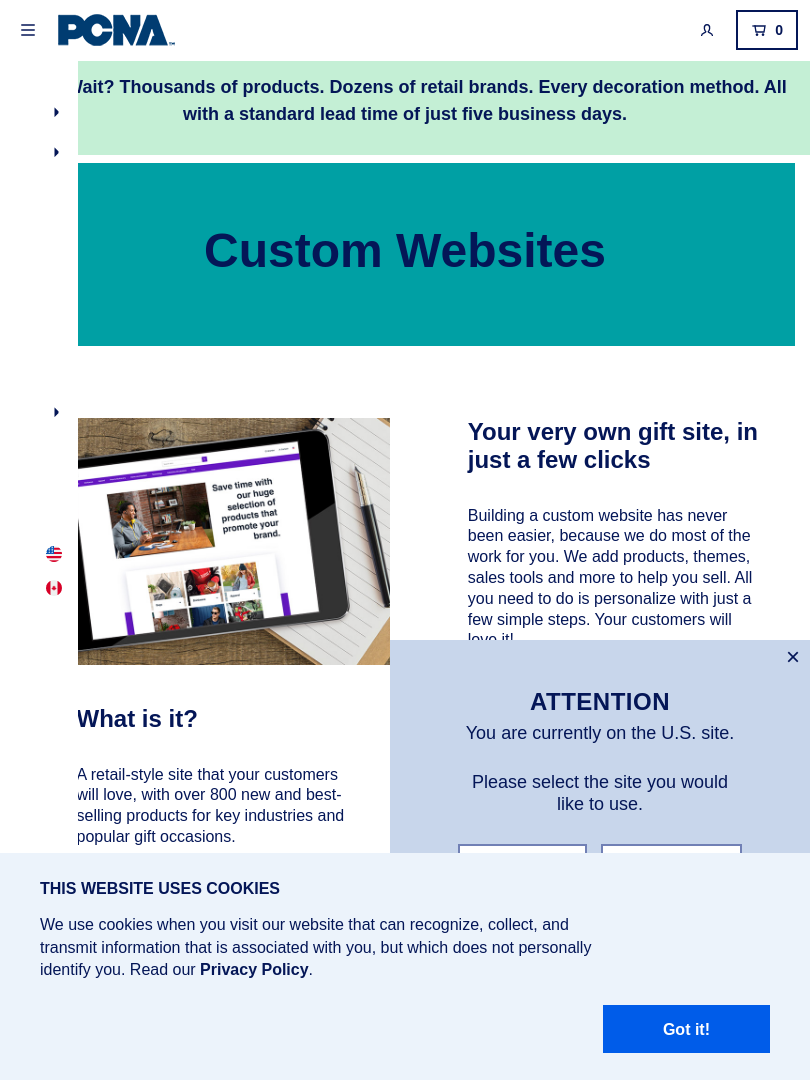 PCNA
0
Wait? Thousands of products. Dozens of retail brands. Every decoration method. All
with a standard lead time of just five business days.
Custom Websites
Your very own gift site, in
just a few clicks
Building a custom website has never
been easier, because we do most of the
work for you. We add products, themes,
sales tools and more to help you sell. All
you need to do is personalize with just a
few simple steps. Your customers will
love it!
Save time with
our huge
selection of
products that
promote your
brand.
What is it?
A retail-style site that your customers
will love, with over 800 new and best-
selling products for key industries and
popular gift occasions.
ATTENTION
You are currently on the U.S. site.
Please select the site you would
like to use.
THIS WEBSITE USES COOKIES
We use cookies when you visit our website that can recognize, collect, and
transmit information that is associated with you, but which does not personally
identify you. Read our Privacy Policy.
Got it!